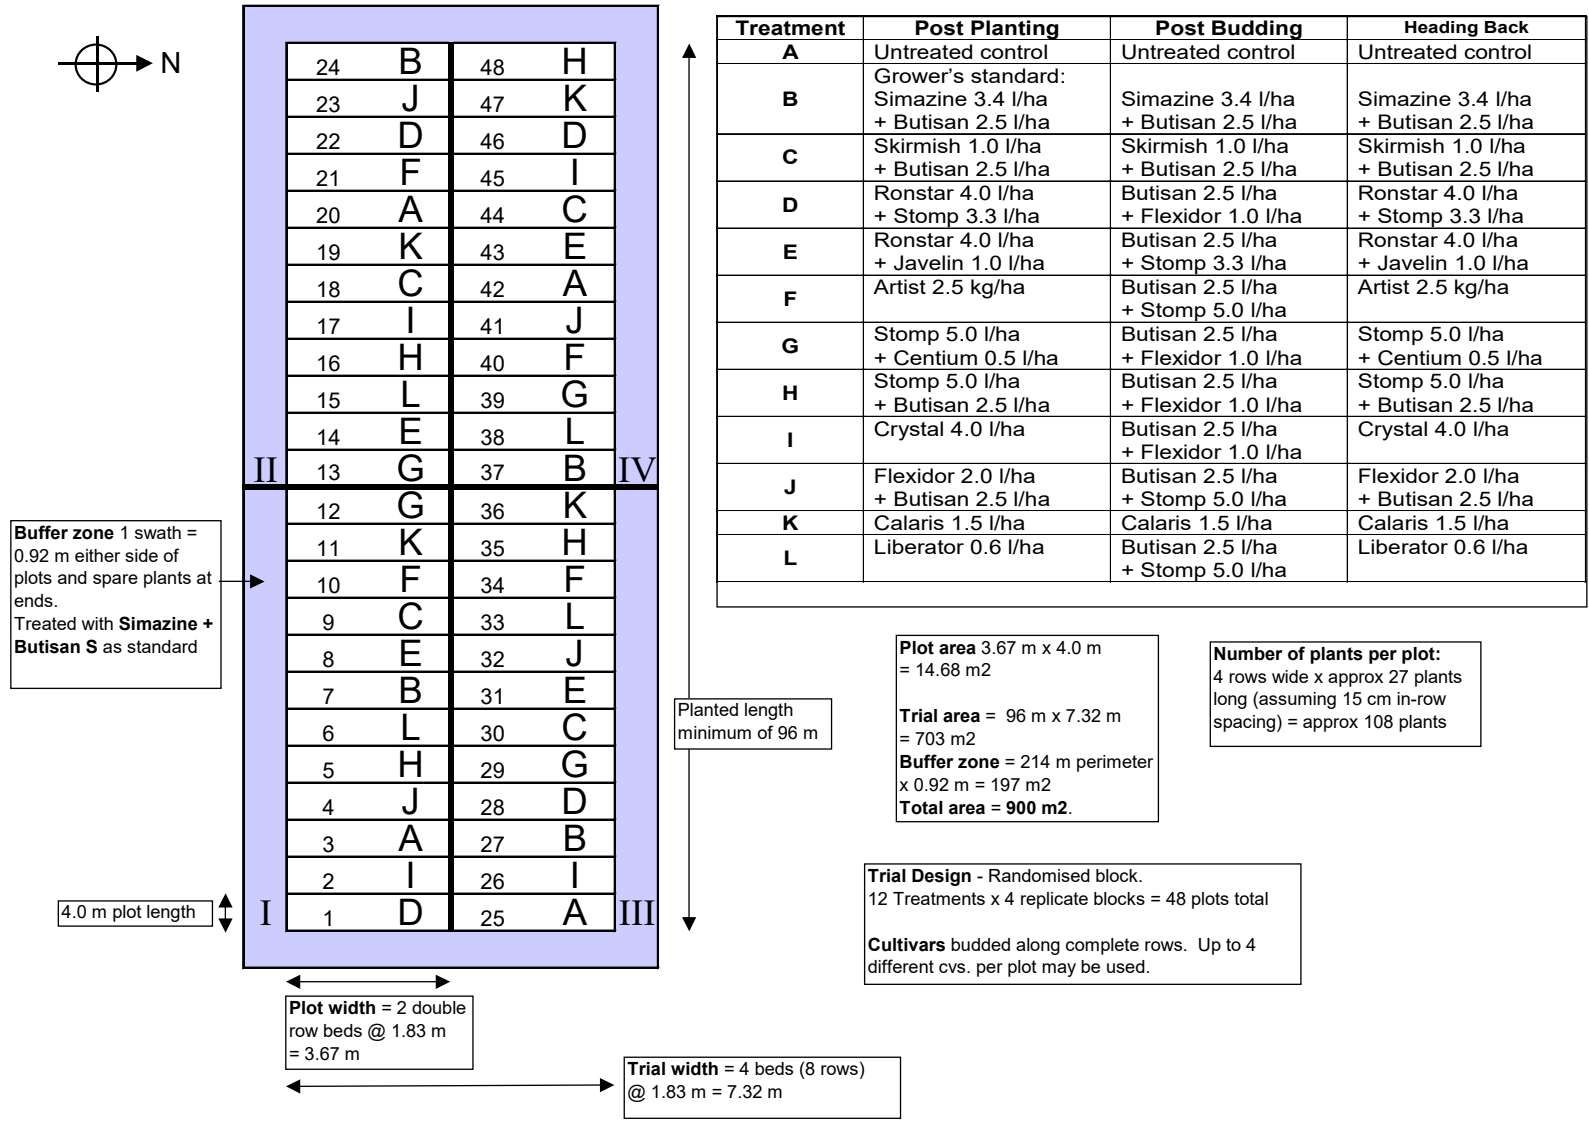 N
24 B 48 H
23 J 47 K
22 D 46 D
21 F 45 I
20 A 44 C
19 K 43 E
18 C 42 A
17 I 41 J
16 H 40 F
15 L 39 G
14 E 38 L
II 13 G 37 B IV
12 G 36 K
11 K 35 H
10 F 34 F
9 C 33 L
8 E 32 J
7 B 31 E
6 L 30 C
5 H 29 G
4 J 28 D
3 A 27 B
2 I 26 I
I 1 D 25 A III
Buffer zone 1 swath =
0.92 m either side of
plots and spare plants at
ends.
Treated with Simazine +
Butisan S as standard
4.0 m plot length
Plot width = 2 double
row beds @ 1.83 m
= 3.67 m
Trial width = 4 beds (8 rows)
@ 1.83 m = 7.32 m
Planted length
minimum of 96 m
Treatment Post Planting Post Budding Heading Back
A Untreated control Untreated control Untreated control
Grower's standard:
B Simazine 3.4 l/ha Simazine 3.4 l/ha Simazine 3.4 l/ha
+ Butisan 2.5 l/ha + Butisan 2.5 l/ha + Butisan 2.5 l/ha
C Skirmish 1.0 l/ha Skirmish 1.0 l/ha Skirmish 1.0 l/ha
+ Butisan 2.5 l/ha + Butisan 2.5 l/ha + Butisan 2.5 l/ha
D Ronstar 4.0 l/ha Butisan 2.5 l/ha Ronstar 4.0 l/ha
+ Stomp 3.3 l/ha + Flexidor 1.0 l/ha + Stomp 3.3 l/ha
E Ronstar 4.0 l/ha Butisan 2.5 l/ha Ronstar 4.0 l/ha
+ Javelin 1.0 l/ha + Stomp 3.3 l/ha + Javelin 1.0 l/ha
F Artist 2.5 kg/ha Butisan 2.5 l/ha Artist 2.5 kg/ha
+ Stomp 5.0 l/ha
G Stomp 5.0 l/ha Butisan 2.5 l/ha Stomp 5.0 l/ha
+ Centium 0.5 l/ha + Flexidor 1.0 l/ha + Centium 0.5 l/ha
H Stomp 5.0 l/ha Butisan 2.5 l/ha Stomp 5.0 l/ha
+ Butisan 2.5 l/ha + Flexidor 1.0 l/ha + Butisan 2.5 l/ha
I Crystal 4.0 l/ha Butisan 2.5 l/ha Crystal 4.0 l/ha
+ Flexidor 1.0 l/ha
J Flexidor 2.0 l/ha Butisan 2.5 l/ha Flexidor 2.0 l/ha
+ Butisan 2.5 l/ha + Stomp 5.0 l/ha + Butisan 2.5 l/ha
K Calaris 1.5 l/ha Calaris 1.5 l/ha Calaris 1.5 l/ha
L Liberator 0.6 l/ha Butisan 2.5 l/ha Liberator 0.6 l/ha
+ Stomp 5.0 l/ha
Plot area 3.67 m x 4.0 m
= 14.68 m2
Trial area = 96 m x 7.32 m
= 703 m2
Buffer zone = 214 m perimeter
x 0.92 m = 197 m2
Total area = 900 m2.
Number of plants per plot:
4 rows wide x approx 27 plants
long (assuming 15 cm in-row
spacing) = approx 108 plants
Trial Design - Randomised block.
12 Treatments x 4 replicate blocks = 48 plots total
Cultivars budded along complete rows. Up to 4
different cvs. per plot may be used.